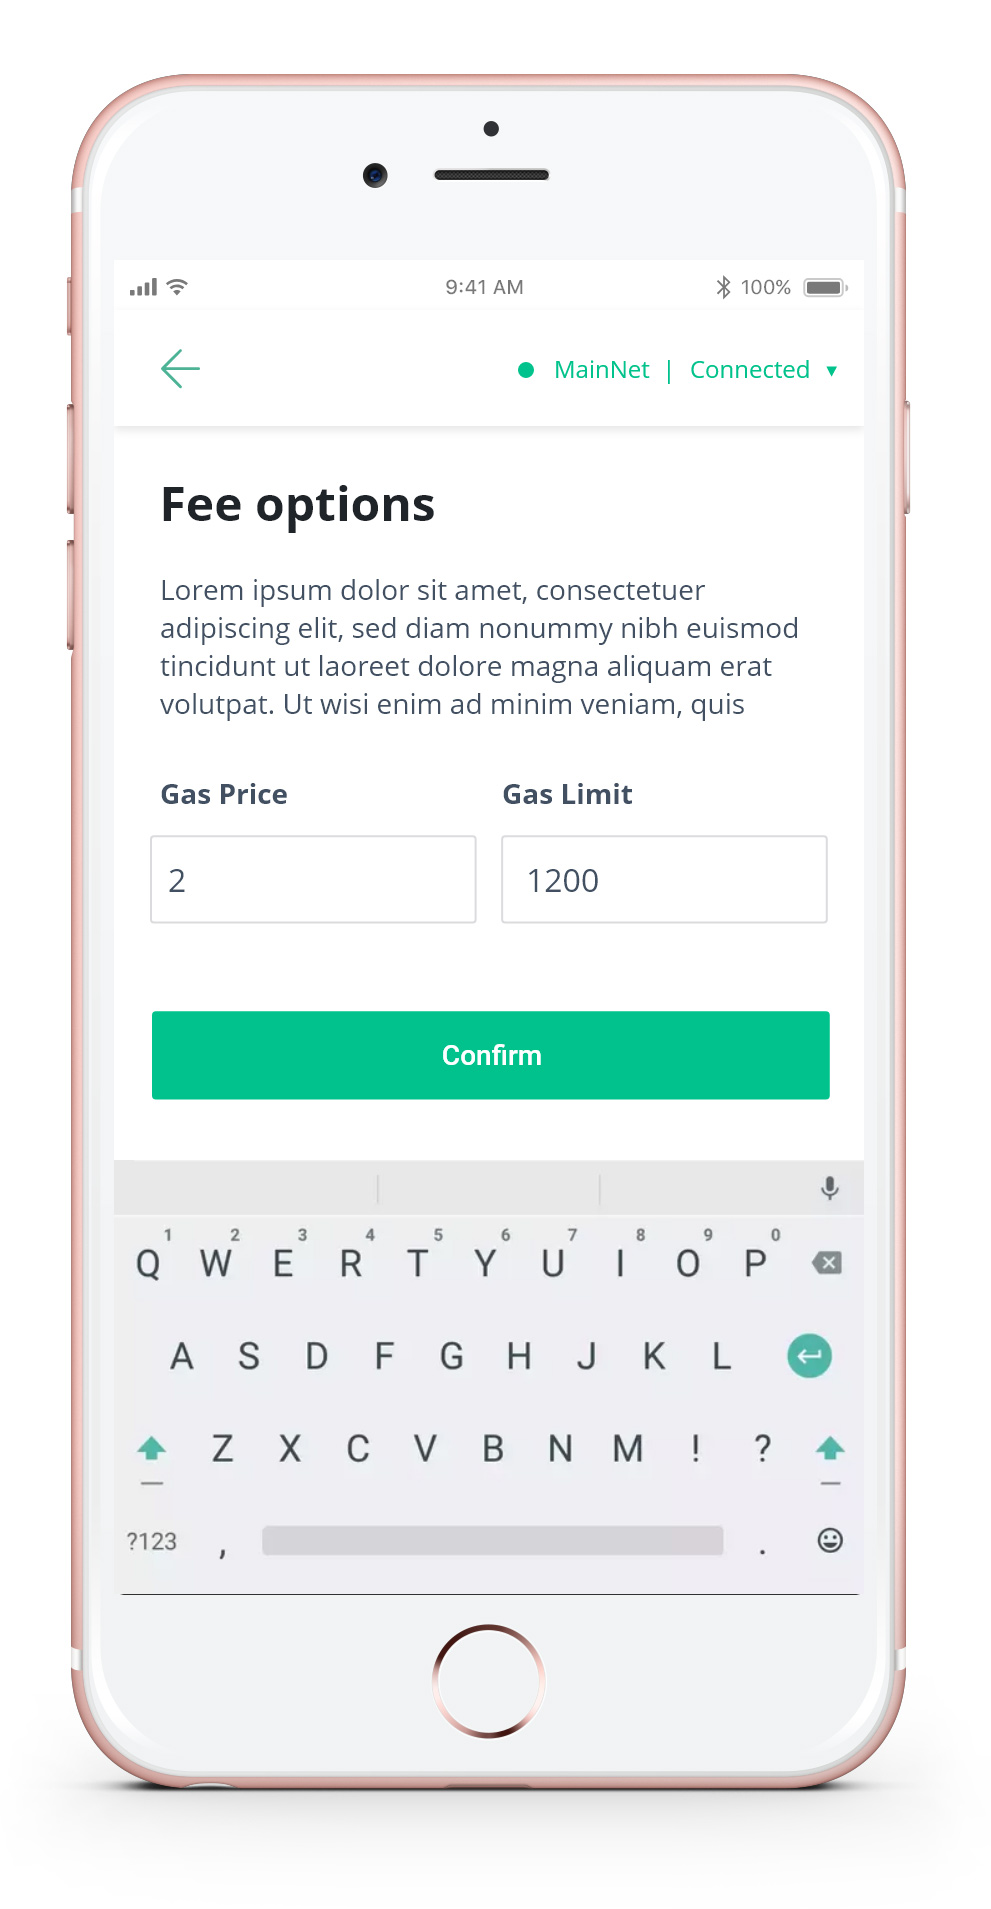 9:41 AM 100%
MainNet | Connected ▾
Fee options
Lorem ipsum dolor sit amet, consectetuer
adipiscing elit, sed diam nonummy nibh euismod
tincidunt ut laoreet dolore magna aliquam erat
volutpat. Ut wisi enim ad minim veniam, quis
Gas Price Gas Limit
2 1200
Confirm
1 2 3 4 5 6 7 8 9 0
Q W E R T Y U I O P
A S D F G H J K L
Z X C V B N M ! ?
?123 , .